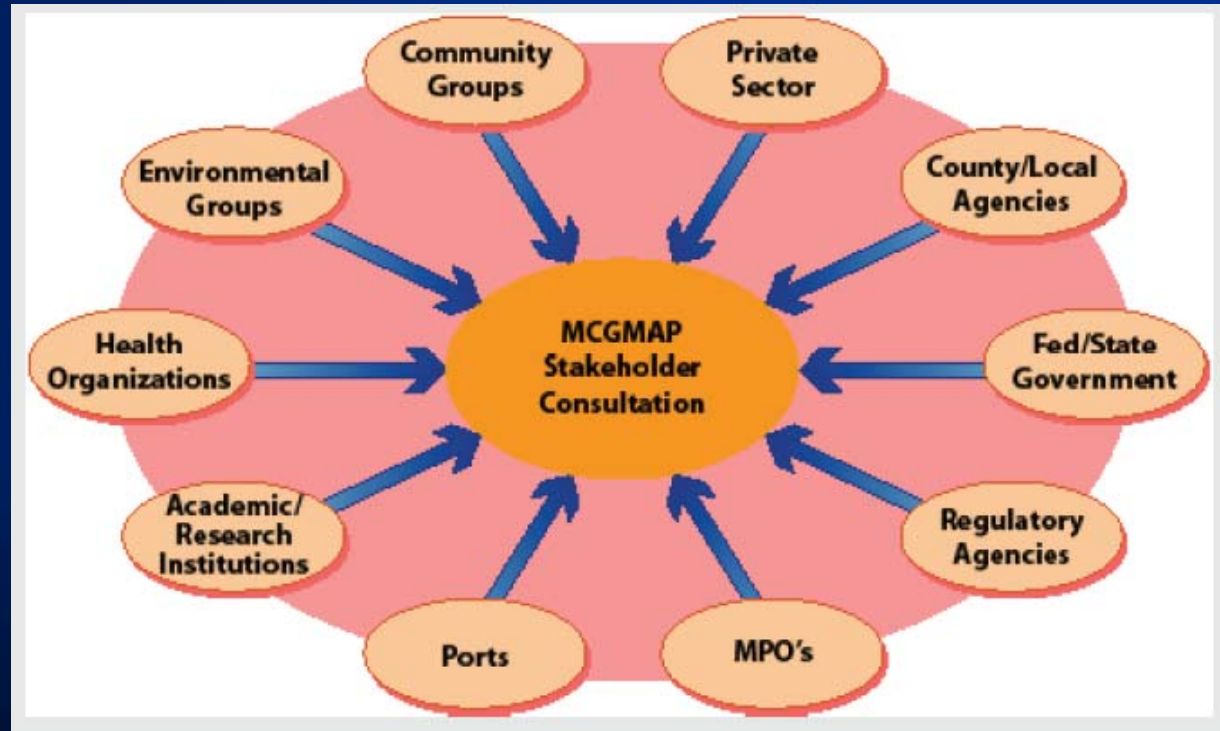 Community
Groups
Private
Sector
Environmental
Groups
County/Local
Agencies
MCGMAP
Stakeholder
Consultation
Health
Organizations
Fed/State
Government
Academic/
Research
Institutions
Regulatory
Agencies
Ports
MPO's